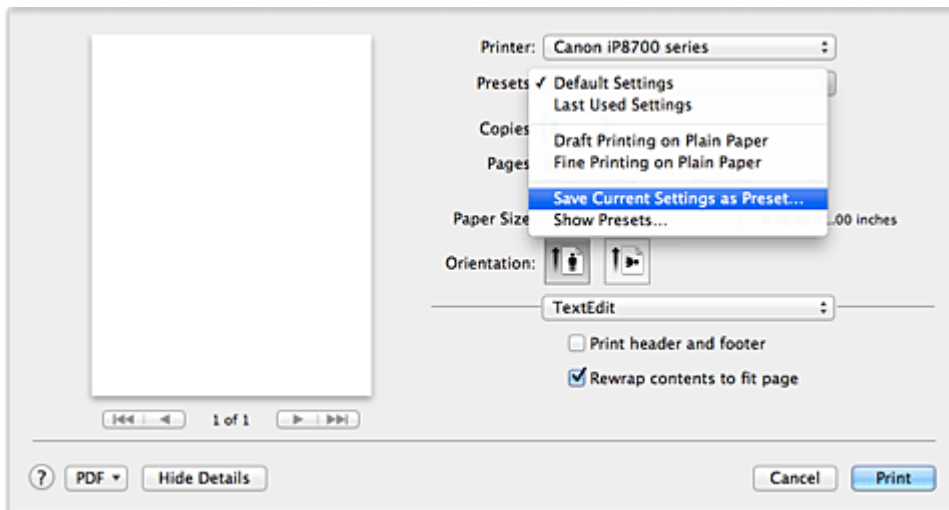 Printer: Canon iP8700 series
Presets ✓ Default Settings
Last Used Settings
Copies
Draft Printing on Plain Paper
Pages Fine Printing on Plain Paper
Save Current Settings as Preset...
Paper Size Show Presets... .00 inches
Orientation:
TextEdit
Print header and footer
Rewrap contents to fit page
1 of 1
? PDF Hide Details Cancel Print